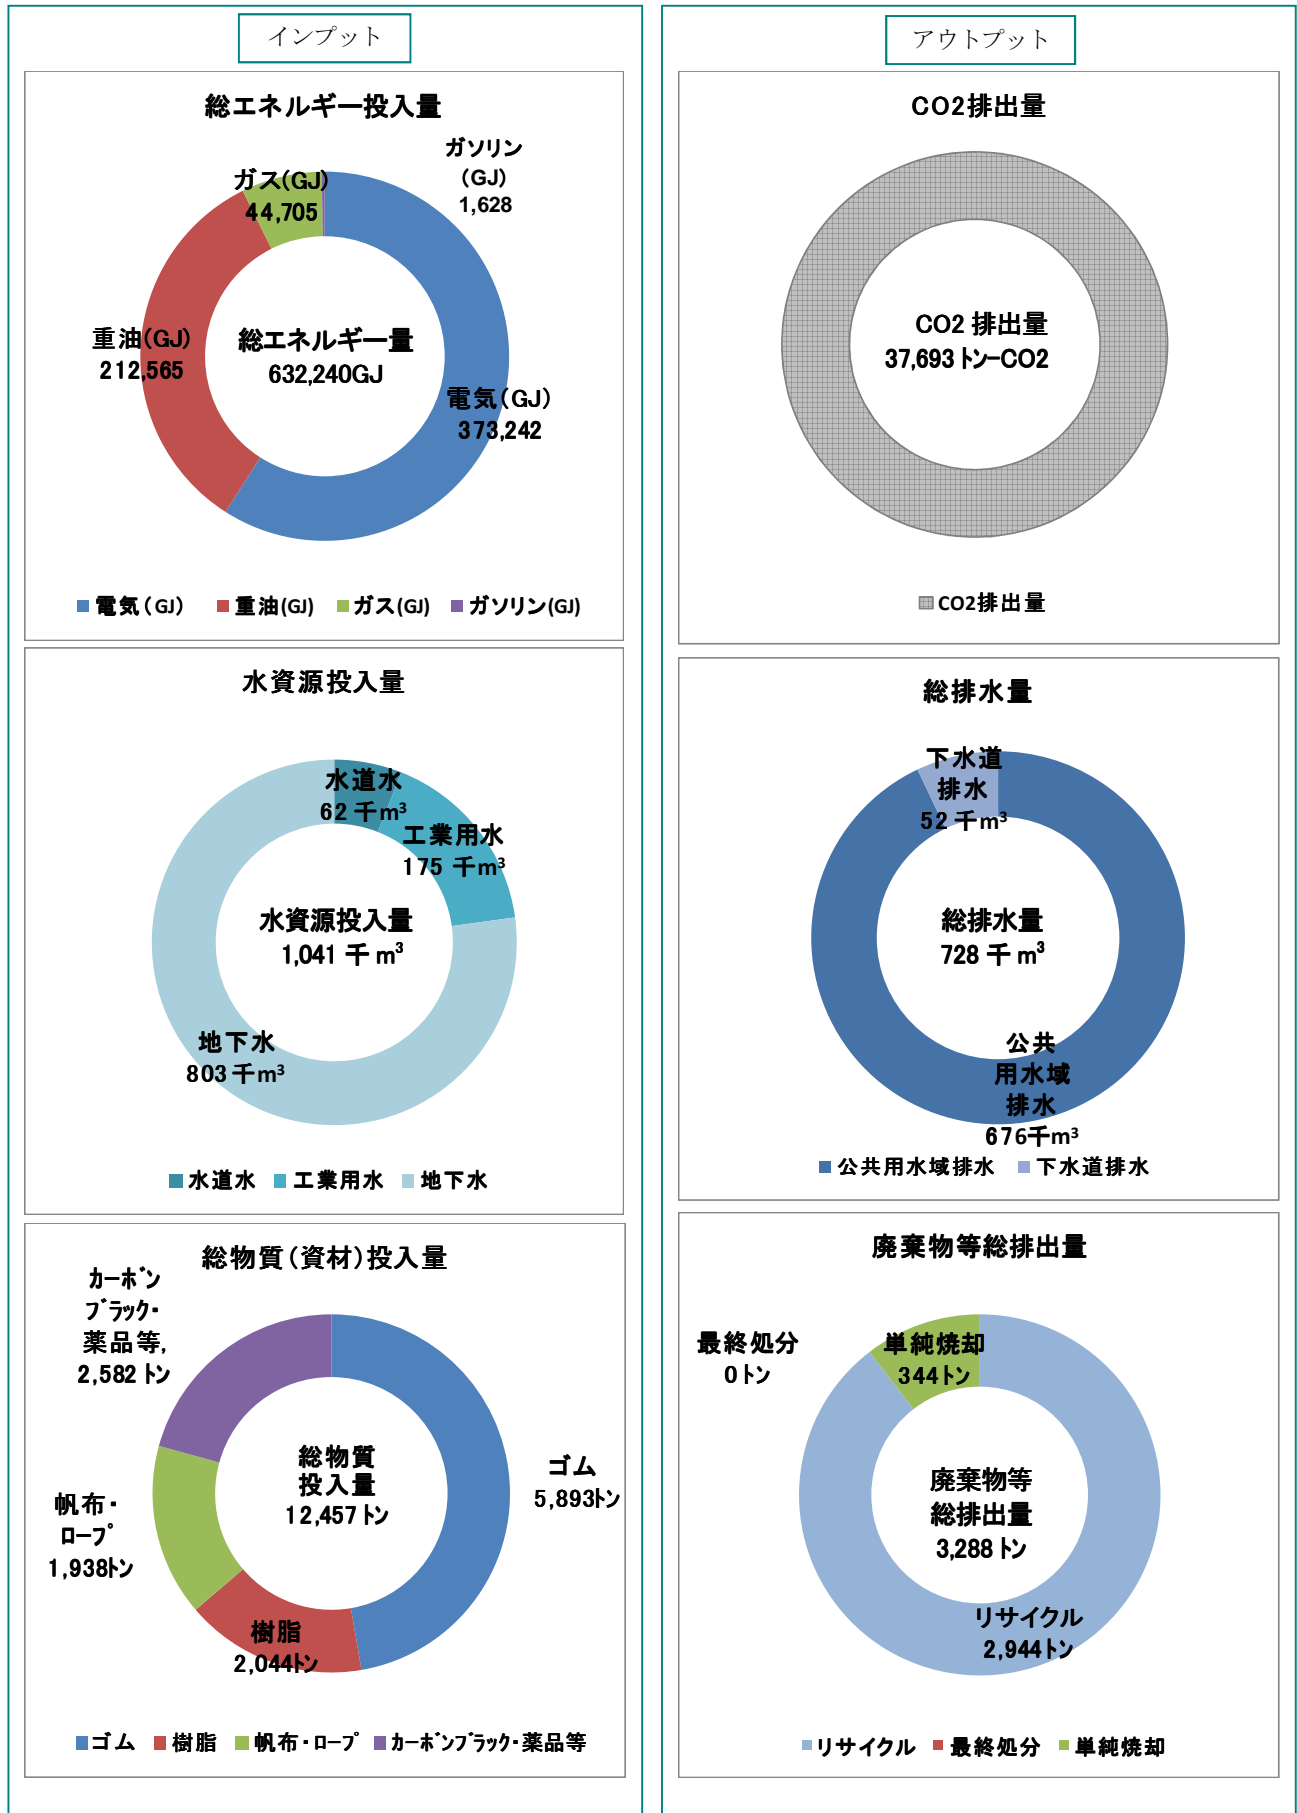 インプット
総エネルギー投入量
ガソリン
(GJ)
1,628
ガス(GJ)
44,705
重油(GJ)
212,565
総エネルギー量
632,240GJ
電気(GJ)
373,242
電気(GJ) 重油(GJ) ガス(GJ) ガソリン(GJ)
水資源投入量
水道水
62 千m³
工業用水
175 千m³
水資源投入量
1,041 千 m³
地下水
803 千m³
水道水 工業用水 地下水
総物質(資材)投入量
カーボン
ブラック・
薬品等,
2,582 トン
総物質
投入量
12,457 トン
ゴム
5,893トン
帆布・
ロープ
1,938トン
樹脂
2,044トン
ゴム 樹脂 帆布・ロープ カーボンブラック・薬品等
アウトプット
CO2排出量
CO2 排出量
37,693 トン-CO2
CO2排出量
総排水量
下水道
排水
52 千m³
総排水量
728 千 m³
公共
用水域
排水
676千m³
公共用水域排水 下水道排水
廃棄物等総排出量
最終処分
0トン
単純焼却
344トン
廃棄物等
総排出量
3,288 トン
リサイクル
2,944トン
リサイクル 最終処分 単純焼却